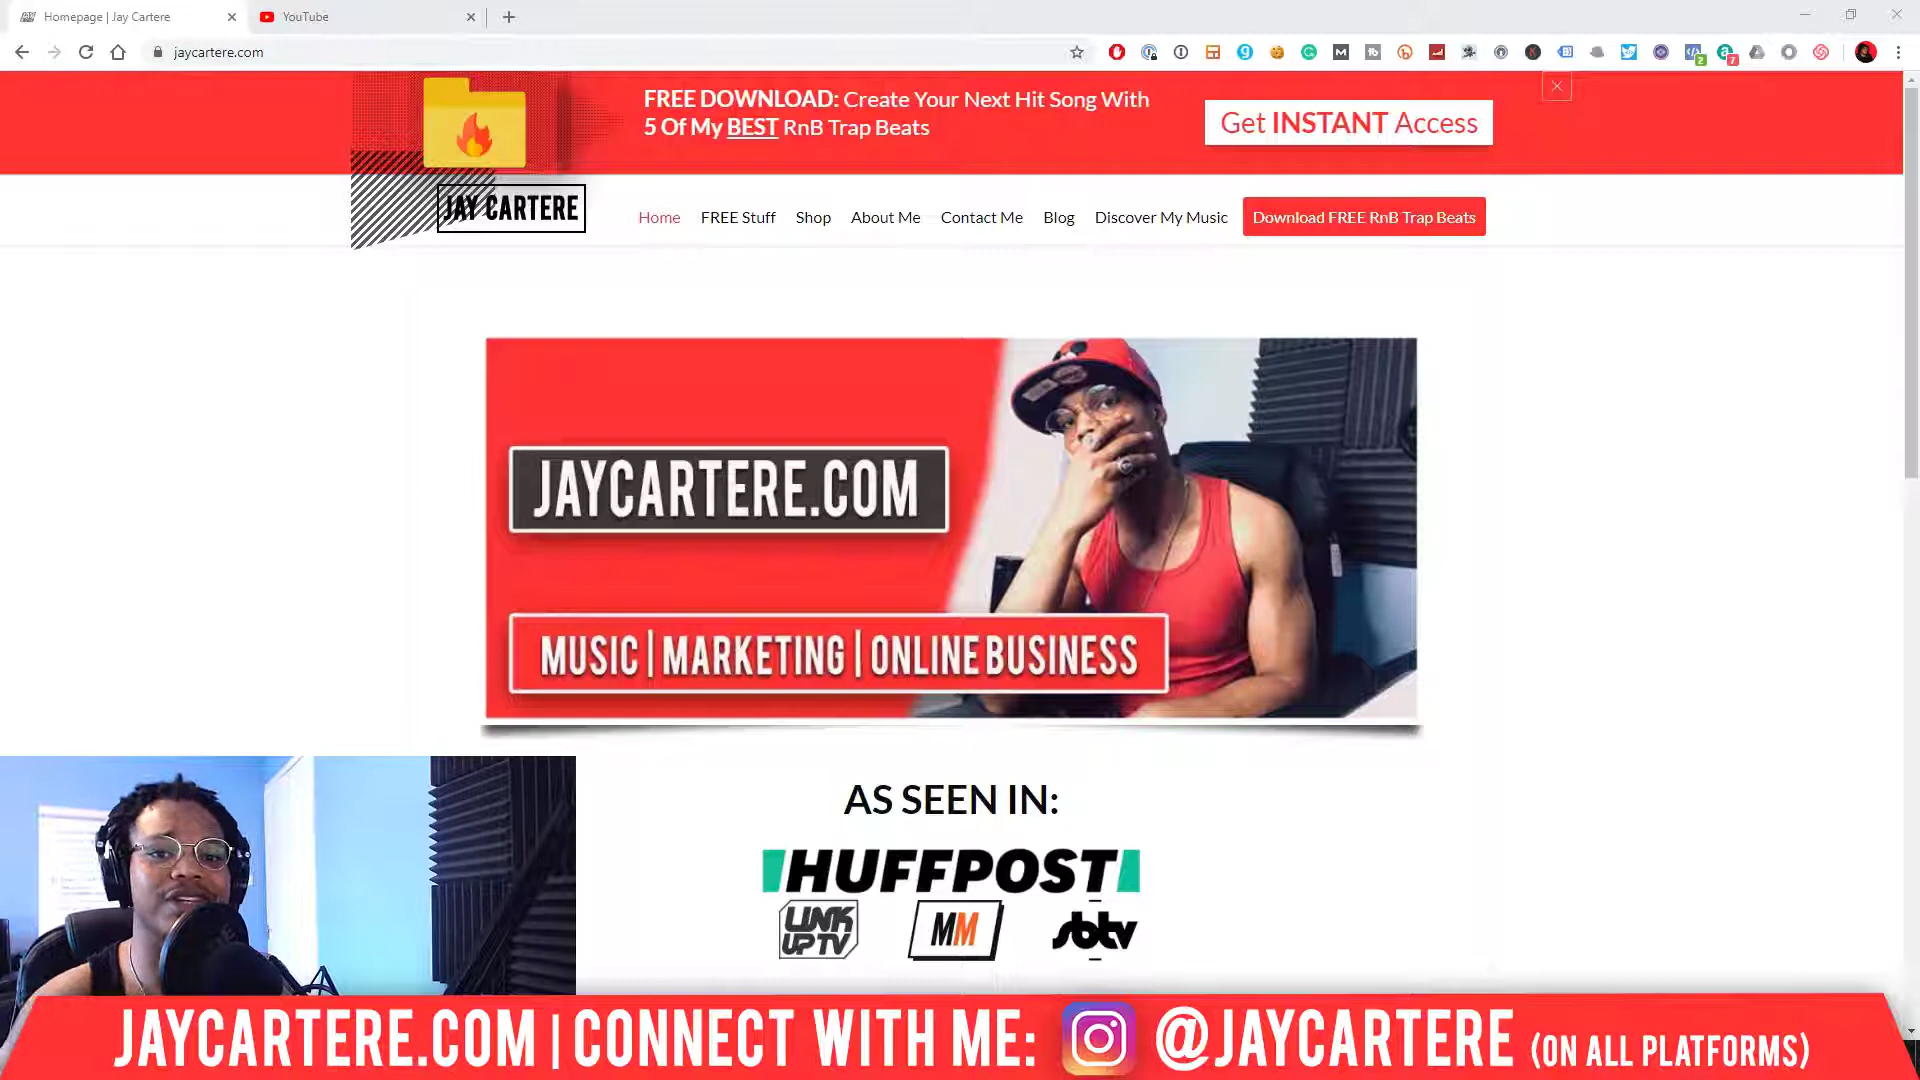 Homepage | Jay Cartere
YouTube
jaycartere.com
2
7
FREE DOWNLOAD: Create Your Next Hit Song With
5 Of My BEST RnB Trap Beats
Get INSTANT Access
JAY CARTERE
Home
FREE Stuff
Shop
About Me
Contact Me
Blog
Discover My Music
Download FREE RnB Trap Beats
JAYCARTERE.COM
MUSIC | MARKETING | ONLINE BUSINESS
AS SEEN IN:
HUFFPOST
LINK
UP TV
MM
sbtv
JAYCARTERE.COM | CONNECT WITH ME: @JAYCARTERE (ON ALL PLATFORMS)